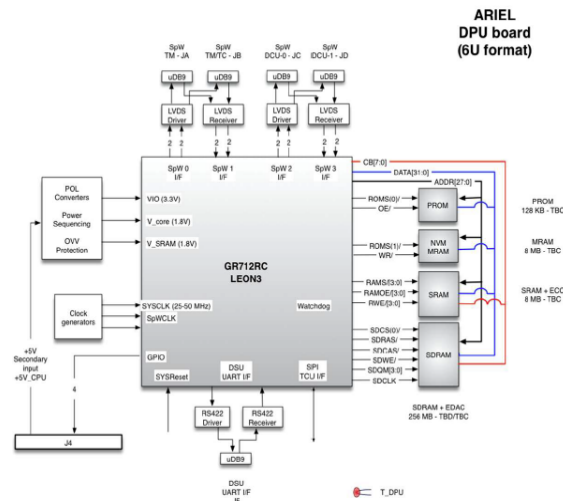 ARIEL
DPU board
(6U format)
SpW
TM - JA
SpW
TM/TC - JB
SpW
DCU-0 - JC
SpW
DCU-1 - JD
uDB9
uDB9
uDB9
uDB9
LVDS
Driver
LVDS
Receiver
LVDS
Driver
LVDS
Receiver
2
2
2
2
2
2
2
2
SpW 0
I/F
SpW 1
I/F
SpW 2
I/F
SpW 3
I/F
CB[7:0]
DATA[31:0]
ADDR[27:0]
POL
Converters
Power
Sequencing
OVV
Protection
VIO (3.3V)
V_core (1.8V)
V_SRAM (1.8V)
GR712RC
LEON3
ROMS(0)/
OE/
PROM
PROM
128 KB - TBC
ROMS(1)/
WR/
NVM
MRAM
MRAM
8 MB - TBC
RAMS/[3:0]
RAMOE/[3:0]
RWE/[3:0]
SRAM
SRAM + ECC
8 MB - TBC
Clock
generators
SYSCLK (25-50 MHz)
SpWCLK
Watchdog
SDCS(0)/
SDRAS/
SDCAS/
SDWE/
SDQM[3:0]
SDCLK
SDRAM
+5V
Secondary
input
+5V_CPU
GPIO
4
SYSReset
DSU
UART I/F
SPI
TCU I/F
SDRAM + EDAC
256 MB - TBD/TBC
RS422
Driver
RS422
Receiver
J4
uDB9
DSU
UART I/F
T_DPU